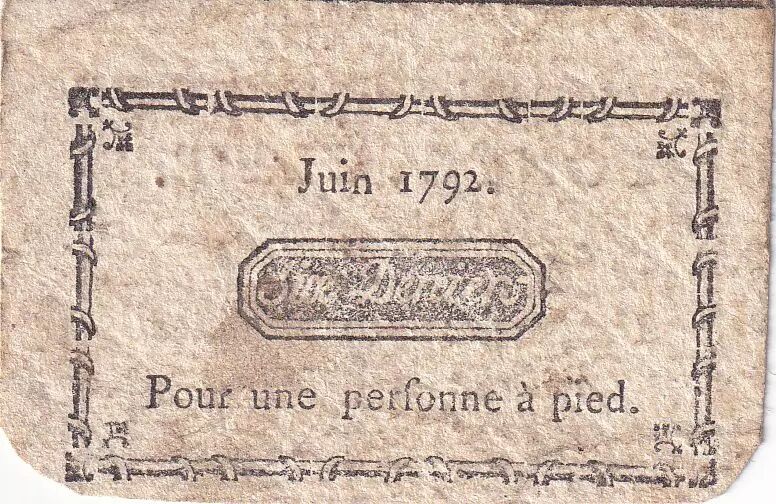 Juin 1792.
Six Deniers
Pour une perſonne à pied.